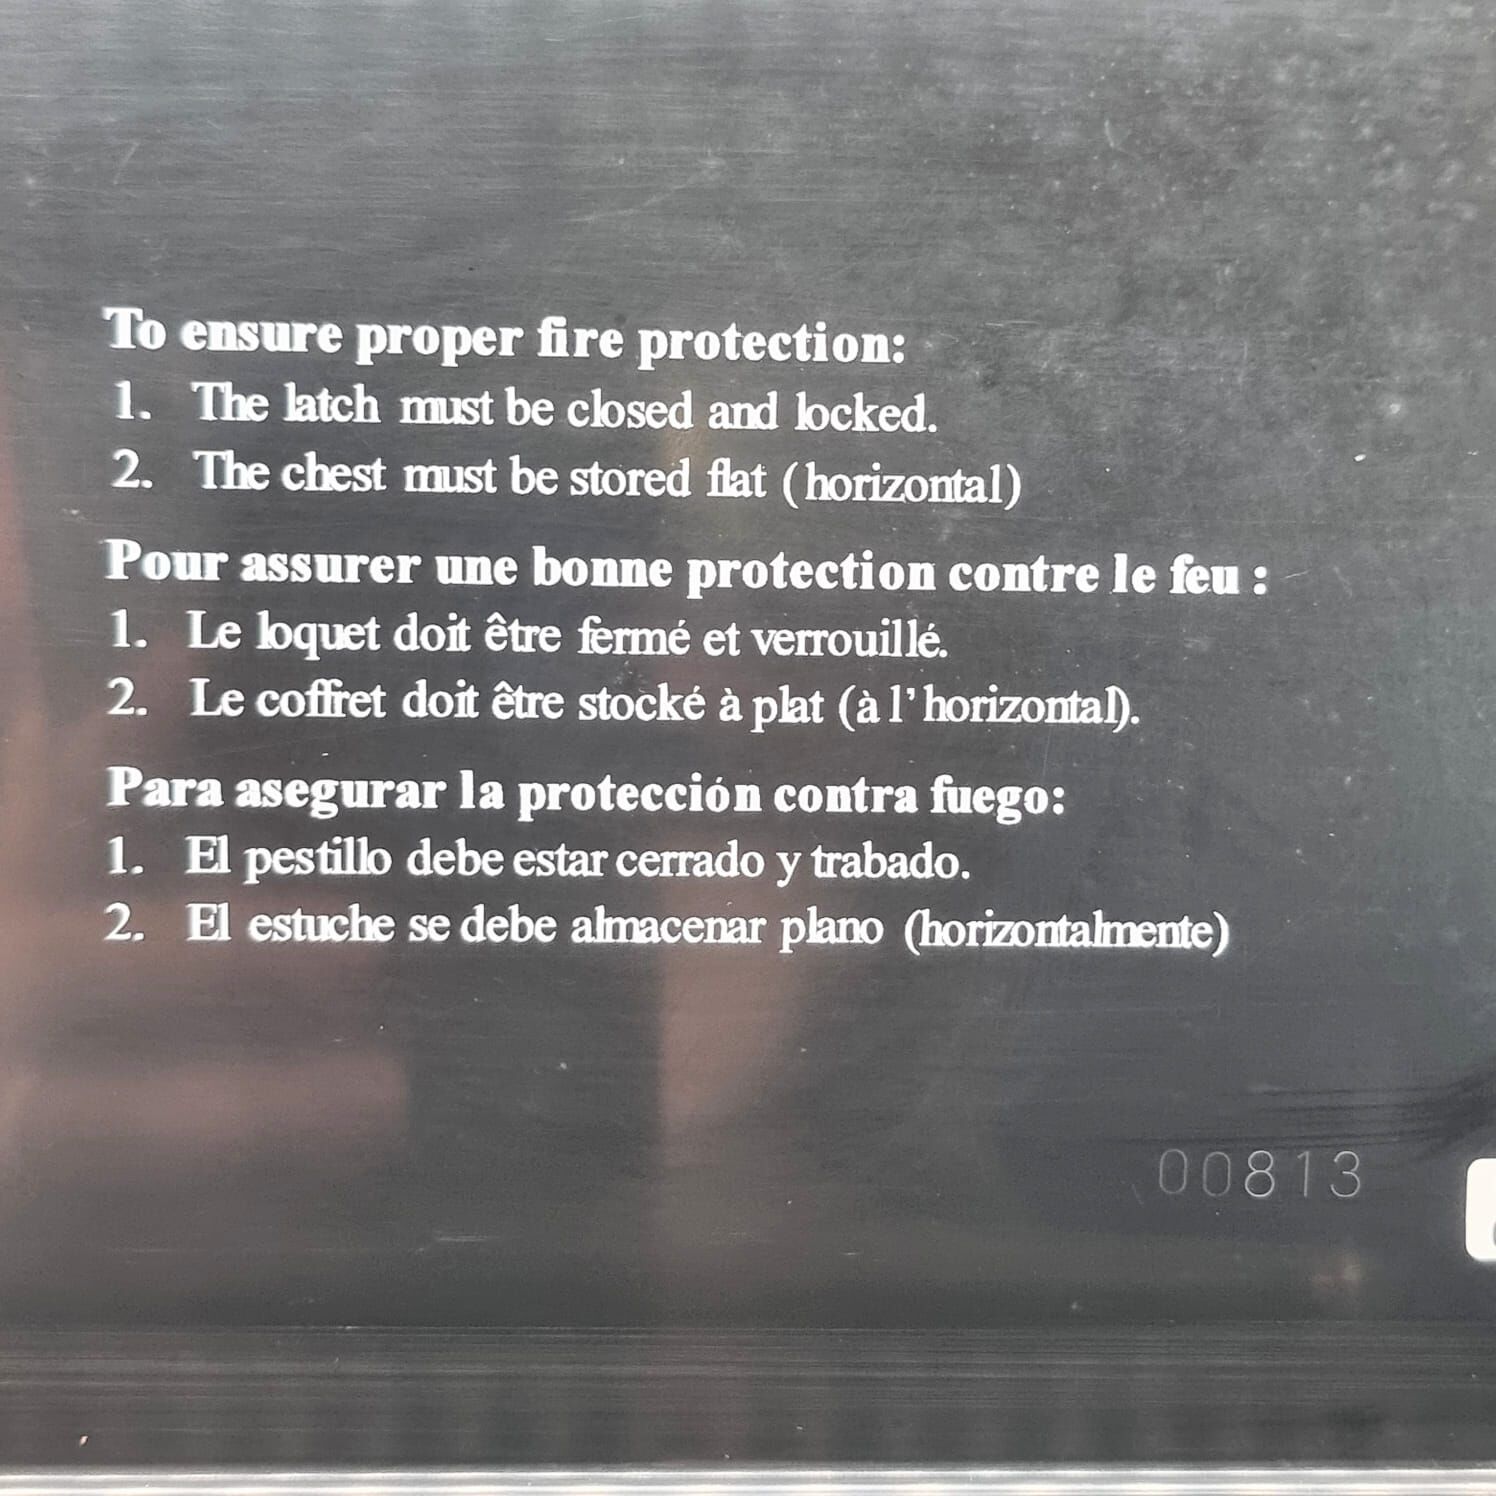 To ensure proper fire protection:
1. The latch must be closed and locked.
2. The chest must be stored flat (horizontal)
Pour assurer une bonne protection contre le feu :
1. Le loquet doit être fermé et verrouillé.
2. Le coffret doit être stocké à plat (à l'horizontal).
Para asegurar la protección contra fuego:
1. El pestillo debe estar cerrado y trabado.
2. El estuche se debe almacenar plano (horizontalmente)
00813